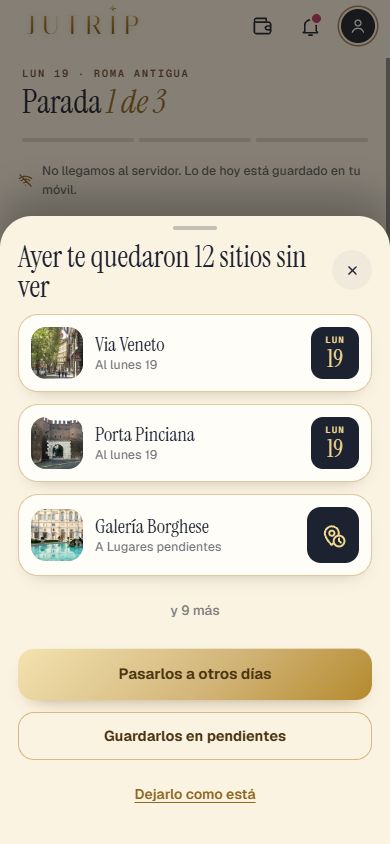 JUTRIP
LUN 19 · ROMA ANTIGUA
Parada 1 de 3
No llegamos al servidor. Lo de hoy está guardado en tu
móvil.
Ayer te quedaron 12 sitios sin
ver
Via Veneto
Al lunes 19
LUN
19
Porta Pinciana
Al lunes 19
LUN
19
Galería Borghese
A Lugares pendientes
y 9 más
Pasarlos a otros días
Guardarlos en pendientes
Dejarlo como está